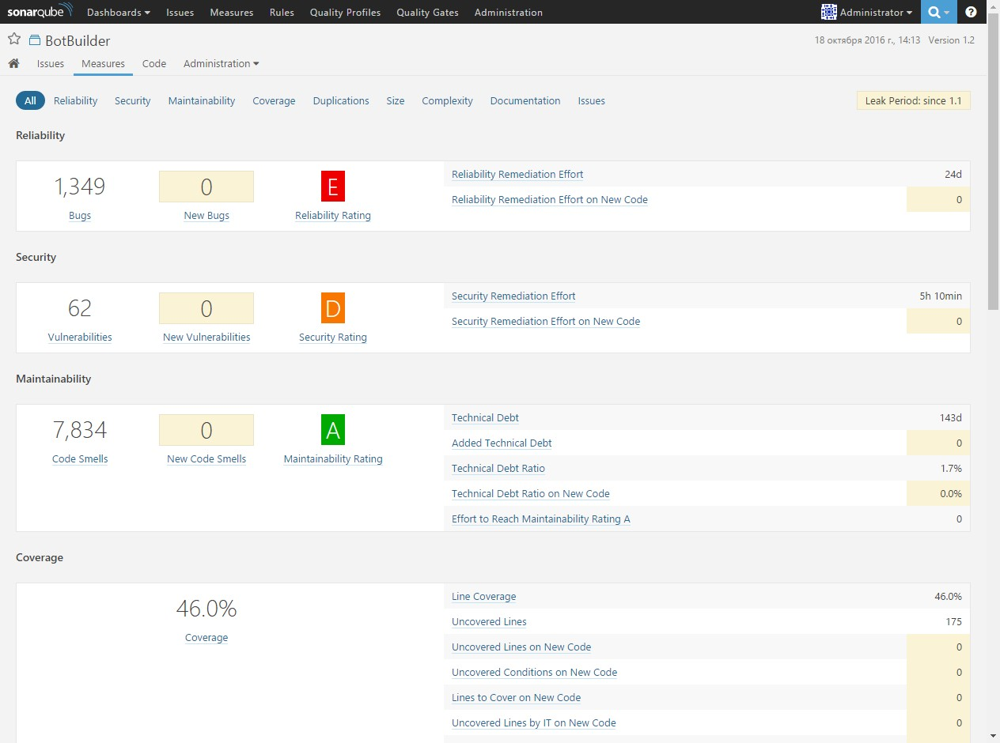 sonarqube Dashboards Issues Measures Rules Quality Profiles Quality Gates Administration Administrator ?
BotBuilder 18 октября 2016 г., 14:13 Version 1.2
Issues Measures Code Administration
All Reliability Security Maintainability Coverage Duplications Size Complexity Documentation Issues Leak Period: since 1.1
Reliability
1,349 0 E
Bugs New Bugs Reliability Rating
Reliability Remediation Effort 24d
Reliability Remediation Effort on New Code 0
Security
62 0 D
Vulnerabilities New Vulnerabilities Security Rating
Security Remediation Effort 5h 10min
Security Remediation Effort on New Code 0
Maintainability
7,834 0 A
Code Smells New Code Smells Maintainability Rating
Technical Debt 143d
Added Technical Debt 0
Technical Debt Ratio 1.7%
Technical Debt Ratio on New Code 0.0%
Effort to Reach Maintainability Rating A 0
Coverage
46.0%
Coverage
Line Coverage 46.0%
Uncovered Lines 175
Uncovered Lines on New Code 0
Uncovered Conditions on New Code 0
Lines to Cover on New Code 0
Uncovered Lines by IT on New Code 0